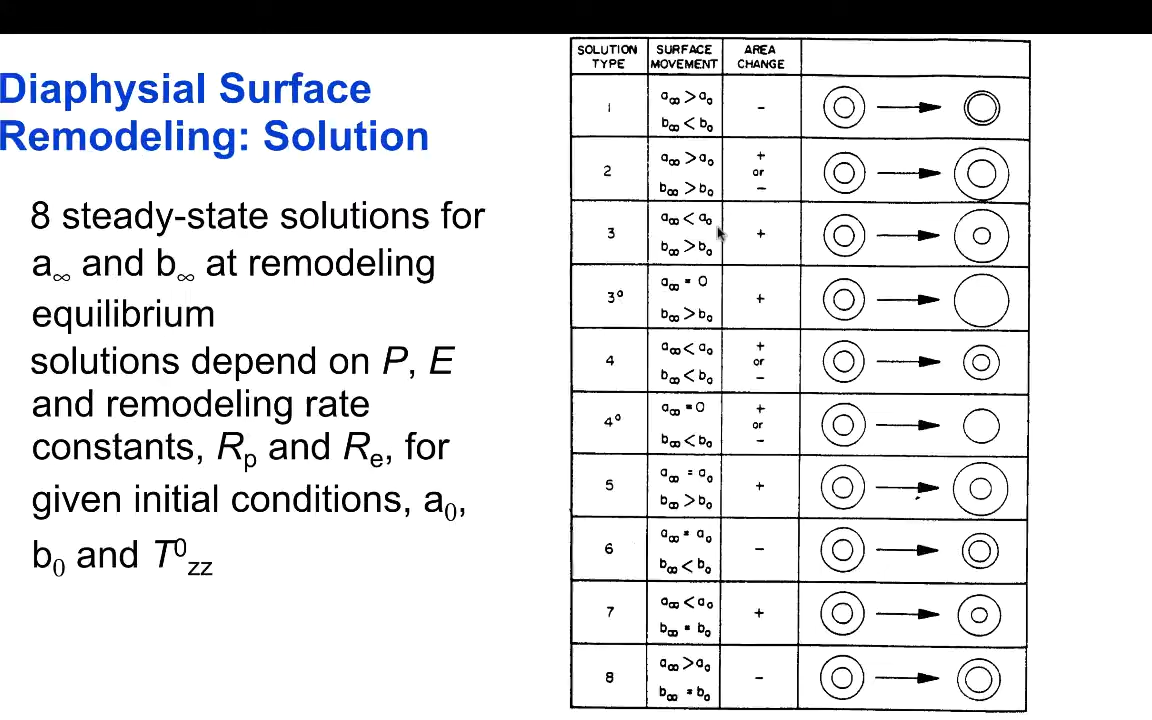 Diaphysial Surface
Remodeling: Solution
8 steady-state solutions for
a∞ and b∞ at remodeling
equilibrium
solutions depend on P, E
and remodeling rate
constants, Rp and Re, for
given initial conditions, a0,
b0 and T0zz
SOLUTION TYPE SURFACE MOVEMENT AREA CHANGE
1 a∞ > a0 b∞ < b0 -
2 a∞ > a0 b∞ > b0 + or -
3 a∞ < a0 b∞ > b0 +
3o a∞ = 0 b∞ > b0 +
4 a∞ < a0 b∞ < b0 + or -
4o a∞ = 0 b∞ < b0 + or -
5 a∞ = a0 b∞ > b0 +
6 a∞ = a0 b∞ < b0 -
7 a∞ < a0 b∞ = b0 +
8 a∞ > a0 b∞ = b0 -